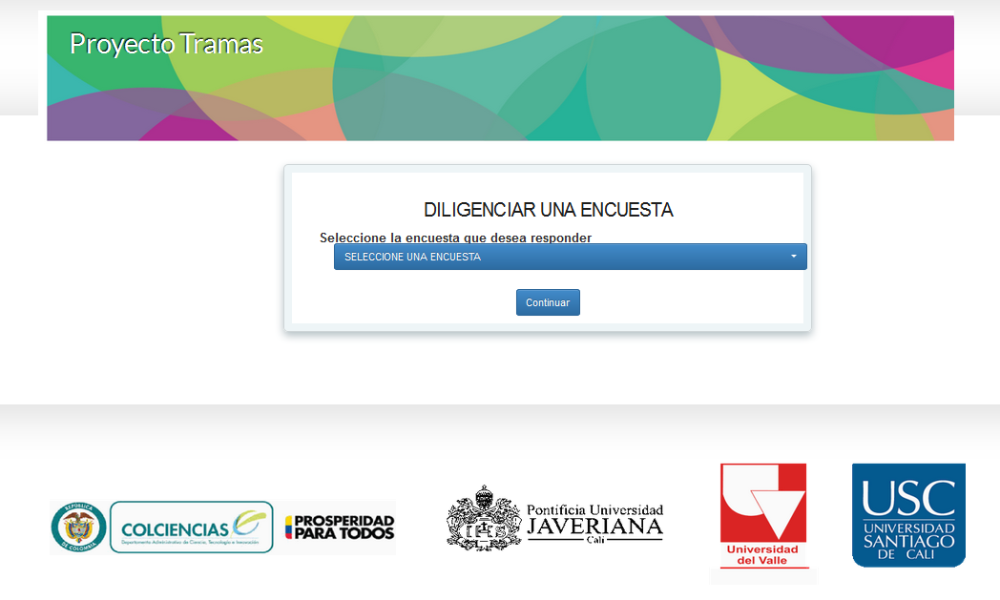 Proyecto Tramas
DILIGENCIAR UNA ENCUESTA
Seleccione la encuesta que desea responder
SELECCIONE UNA ENCUESTA
Continuar
REPÚBLICA
DE COLOMBIA
COLCIENCIAS
Departamento Administrativo de Ciencia, Tecnología e Innovación
PROSPERIDAD
PARA TODOS
Pontificia Universidad
JAVERIANA
Cali
Universidad
del Valle
USC
UNIVERSIDAD
SANTIAGO
DE CALI